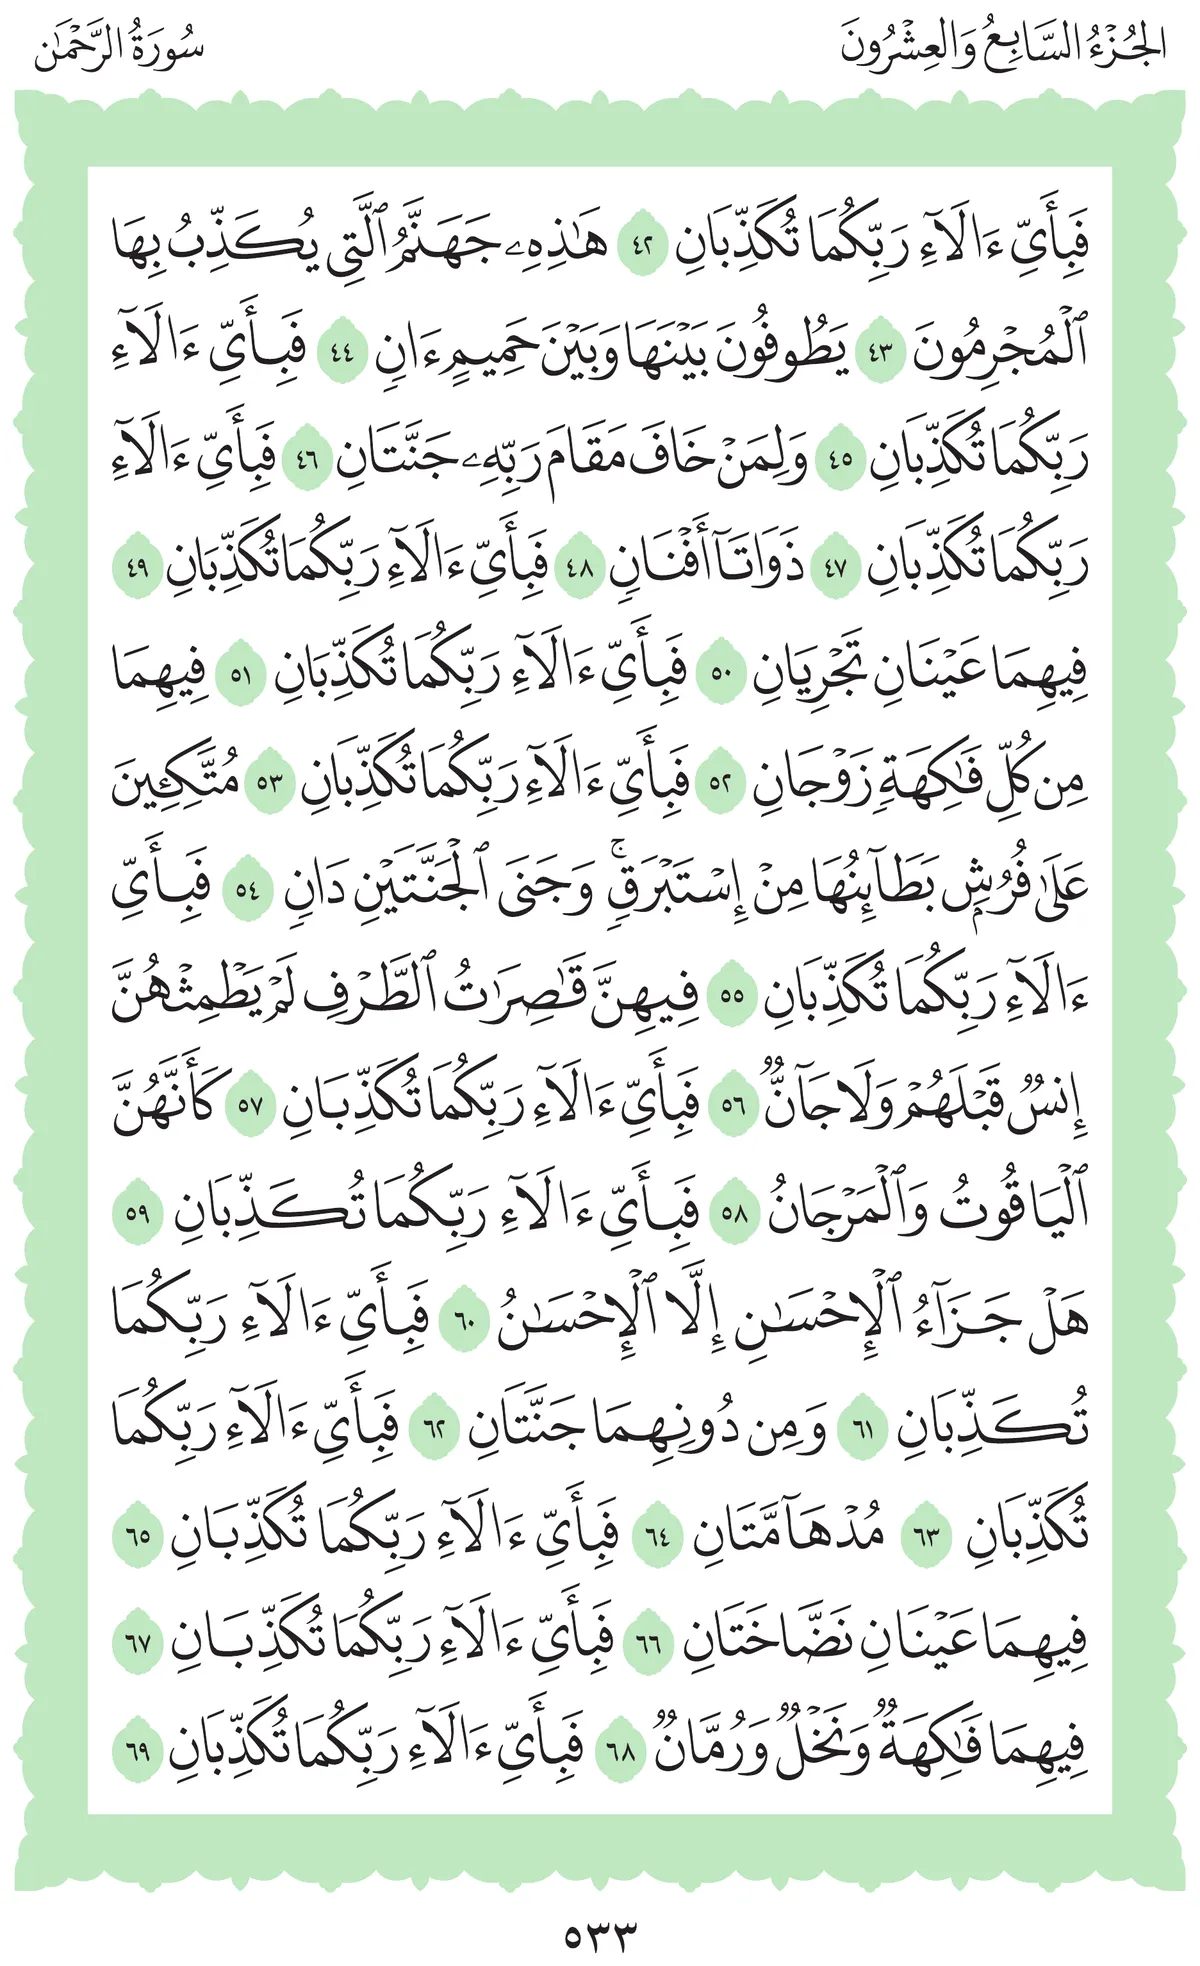 الجُزْءُ السَّابِعُ وَالعِشْرُونَ سُورَةُ الرَّحْمَٰن
فَبِأَيِّ ءَالَآءِ رَبِّكُمَا تُكَذِّبَانِ ٤٢ هَٰذِهِۦ جَهَنَّمُ ٱلَّتِي يُكَذِّبُ بِهَا
ٱلْمُجْرِمُونَ ٤٣ يَطُوفُونَ بَيْنَهَا وَبَيْنَ حَمِيمٍ ءَانٖ ٤٤ فَبِأَيِّ ءَالَآءِ
رَبِّكُمَا تُكَذِّبَانِ ٤٥ وَلِمَنْ خَافَ مَقَامَ رَبِّهِۦ جَنَّتَانِ ٤٦ فَبِأَيِّ ءَالَآءِ
رَبِّكُمَا تُكَذِّبَانِ ٤٧ ذَوَاتَآ أَفْنَانٖ ٤٨ فَبِأَيِّ ءَالَآءِ رَبِّكُمَا تُكَذِّبَانِ ٤٩
فِيهِمَا عَيْنَانِ تَجْرِيَانِ ٥٠ فَبِأَيِّ ءَالَآءِ رَبِّكُمَا تُكَذِّبَانِ ٥١ فِيهِمَا
مِن كُلِّ فَٰكِهَةٖ زَوْجَانِ ٥٢ فَبِأَيِّ ءَالَآءِ رَبِّكُمَا تُكَذِّبَانِ ٥٣ مُتَّكِـِٔينَ
عَلَىٰ فُرُشِۭ بَطَآئِنُهَا مِنْ إِسْتَبْرَقٖۚ وَجَنَى ٱلْجَنَّتَيْنِ دَانٖ ٥٤ فَبِأَيِّ
ءَالَآءِ رَبِّكُمَا تُكَذِّبَانِ ٥٥ فِيهِنَّ قَٰصِرَٰتُ ٱلطَّرْفِ لَمْ يَطْمِثْهُنَّ
إِنسٞ قَبْلَهُمْ وَلَا جَآنّٞ ٥٦ فَبِأَيِّ ءَالَآءِ رَبِّكُمَا تُكَذِّبَانِ ٥٧ كَأَنَّهُنَّ
ٱلْيَاقُوتُ وَٱلْمَرْجَانُ ٥٨ فَبِأَيِّ ءَالَآءِ رَبِّكُمَا تُكَذِّبَانِ ٥٩
هَلْ جَزَآءُ ٱلْإِحْسَٰنِ إِلَّا ٱلْإِحْسَٰنُ ٦٠ فَبِأَيِّ ءَالَآءِ رَبِّكُمَا
تُكَذِّبَانِ ٦١ وَمِن دُونِهِمَا جَنَّتَانِ ٦٢ فَبِأَيِّ ءَالَآءِ رَبِّكُمَا
تُكَذِّبَانِ ٦٣ مُدْهَآمَّتَانِ ٦٤ فَبِأَيِّ ءَالَآءِ رَبِّكُمَا تُكَذِّبَانِ ٦٥
فِيهِمَا عَيْنَانِ نَضَّاخَتَانِ ٦٦ فَبِأَيِّ ءَالَآءِ رَبِّكُمَا تُكَذِّبَانِ ٦٧
فِيهِمَا فَٰكِهَةٞ وَنَخْلٞ وَرُمَّانٞ ٦٨ فَبِأَيِّ ءَالَآءِ رَبِّكُمَا تُكَذِّبَانِ ٦٩
٥٣٣